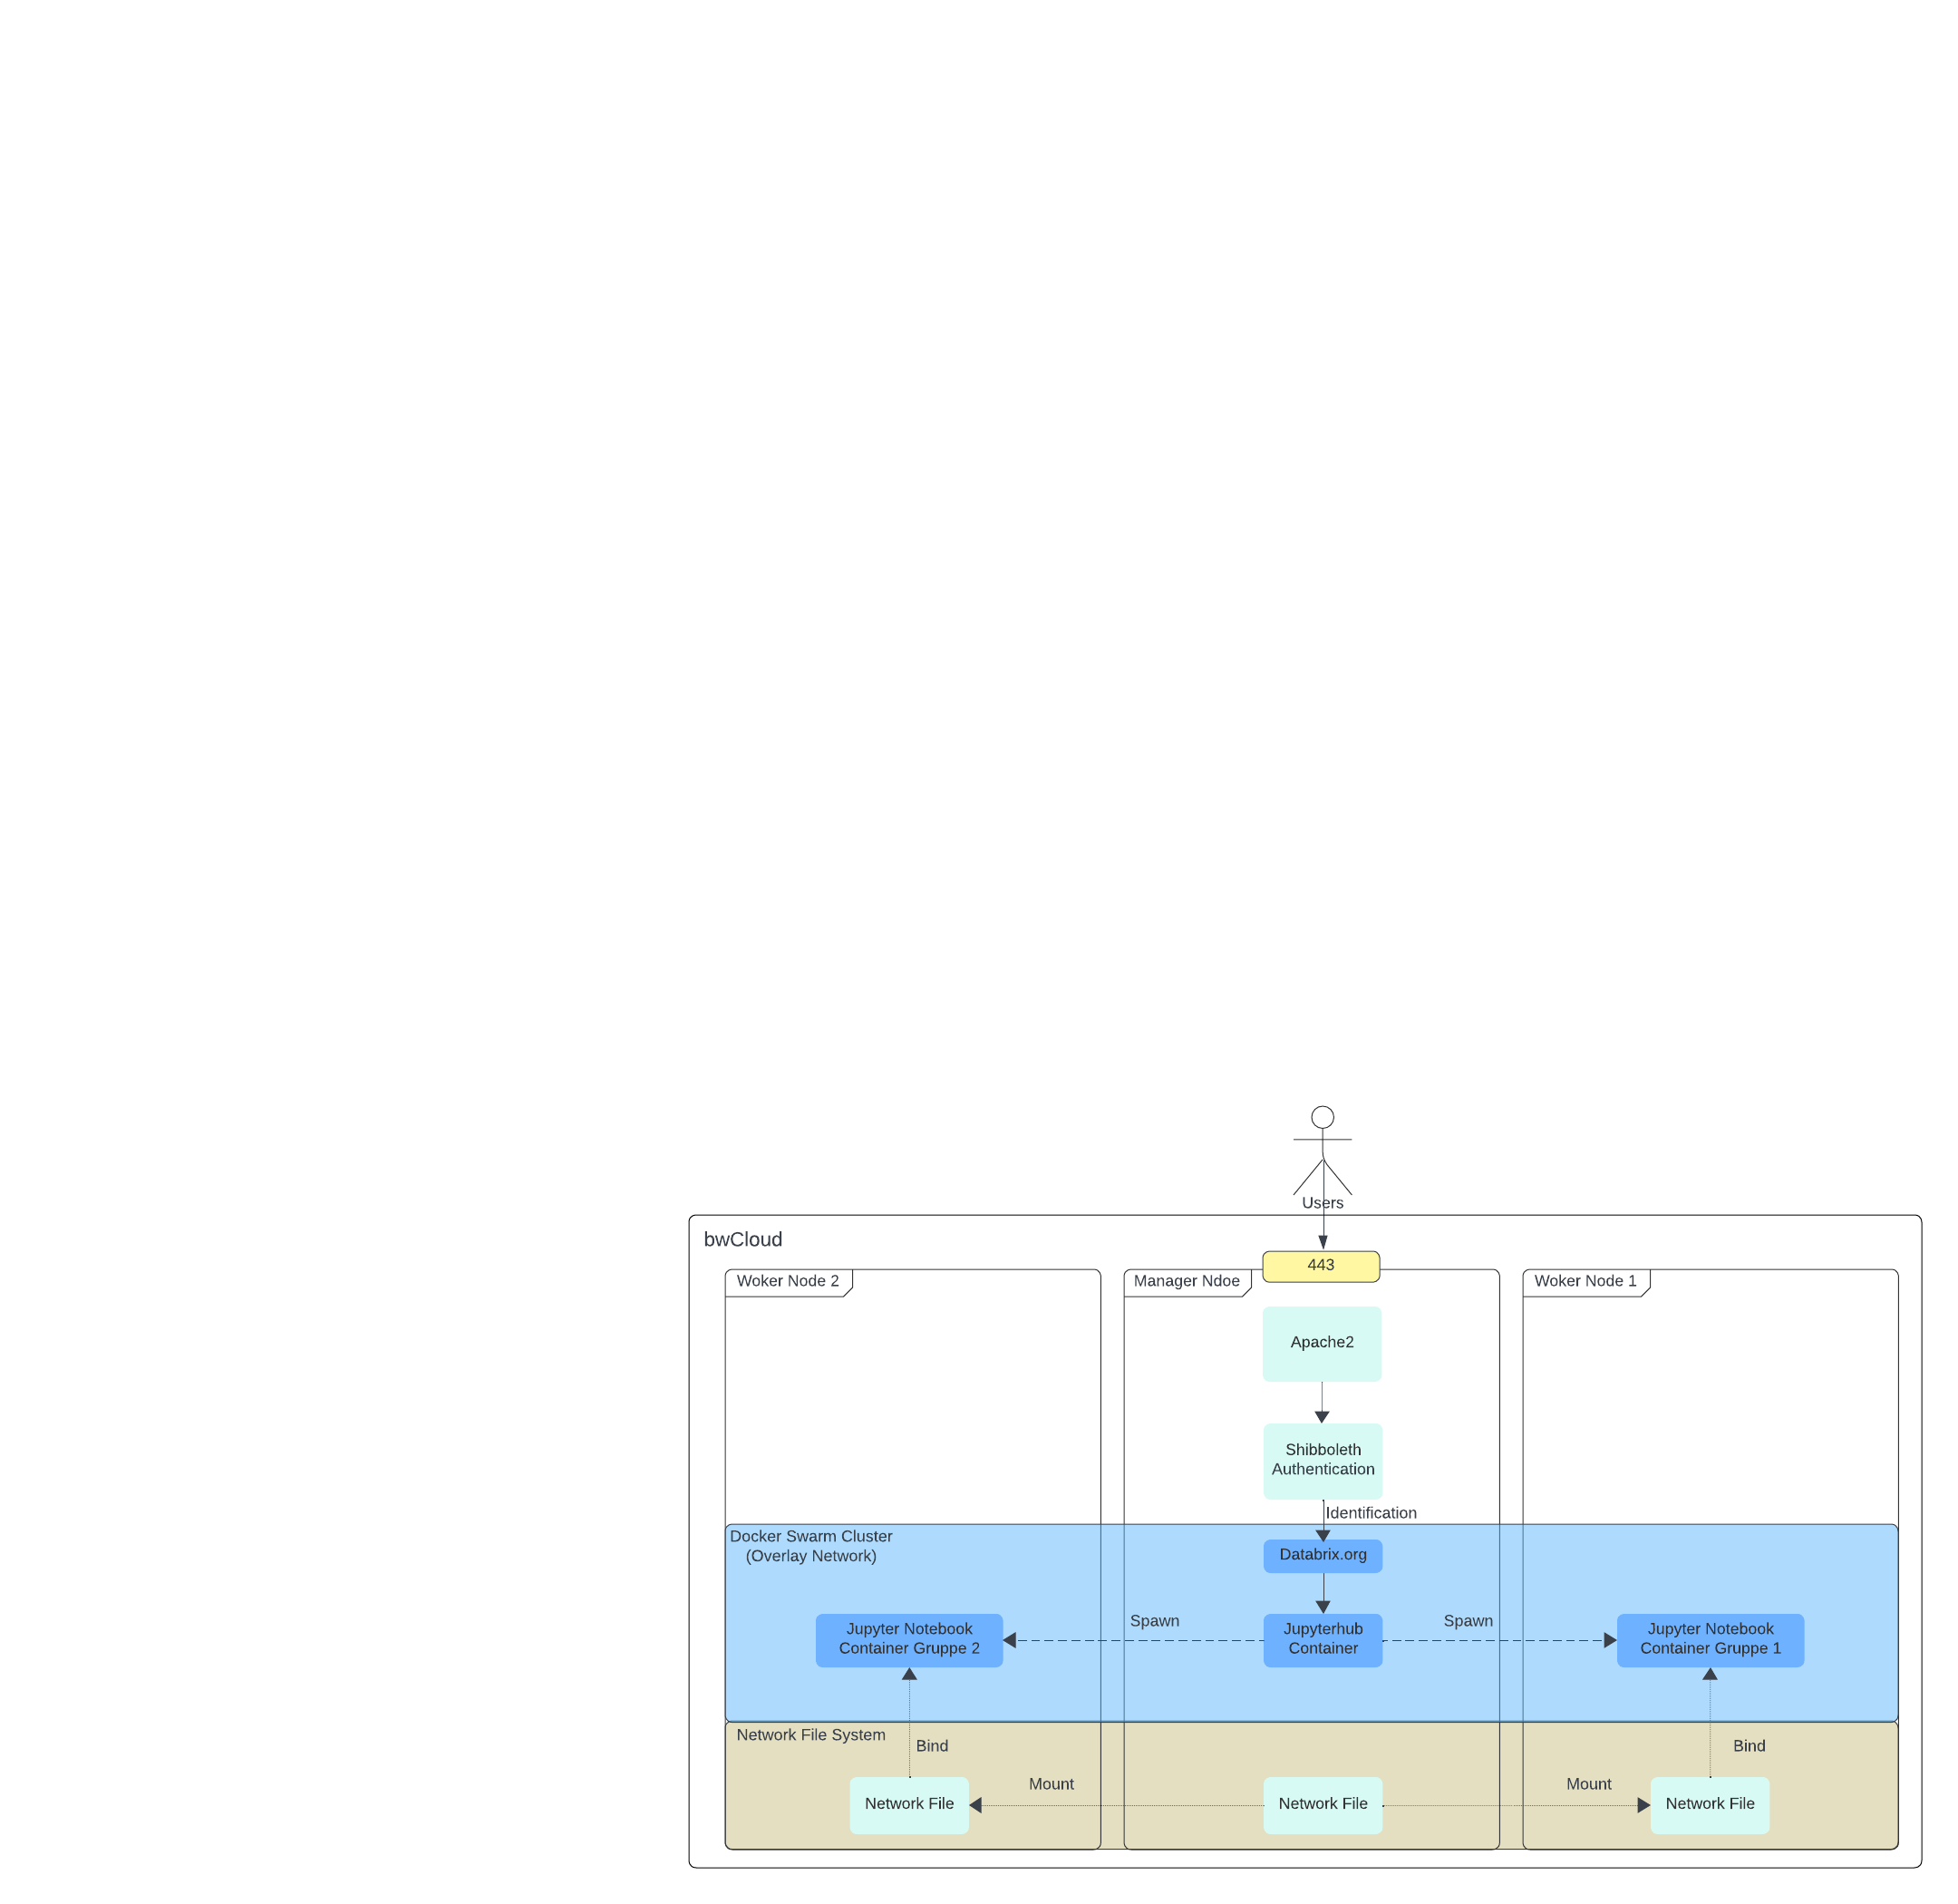 Users
bwCloud
443
Woker Node 2
Manager Ndoe
Woker Node 1
Apache2
Shibboleth
Authentication
Identification
Docker Swarm Cluster
(Overlay Network)
Databrix.org
Jupyter Notebook
Container Gruppe 2
Spawn
Jupyterhub
Container
Spawn
Jupyter Notebook
Container Gruppe 1
Network File System
Bind
Bind
Mount
Mount
Network File
Network File
Network File